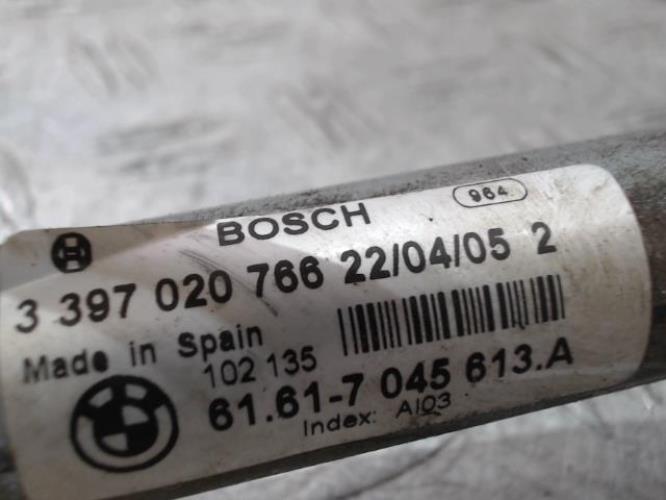 BOSCH 964
3 397 020 766 22/04/05 2
Made in Spain
102 135
61.61-7 045 613.A
Index: AI03